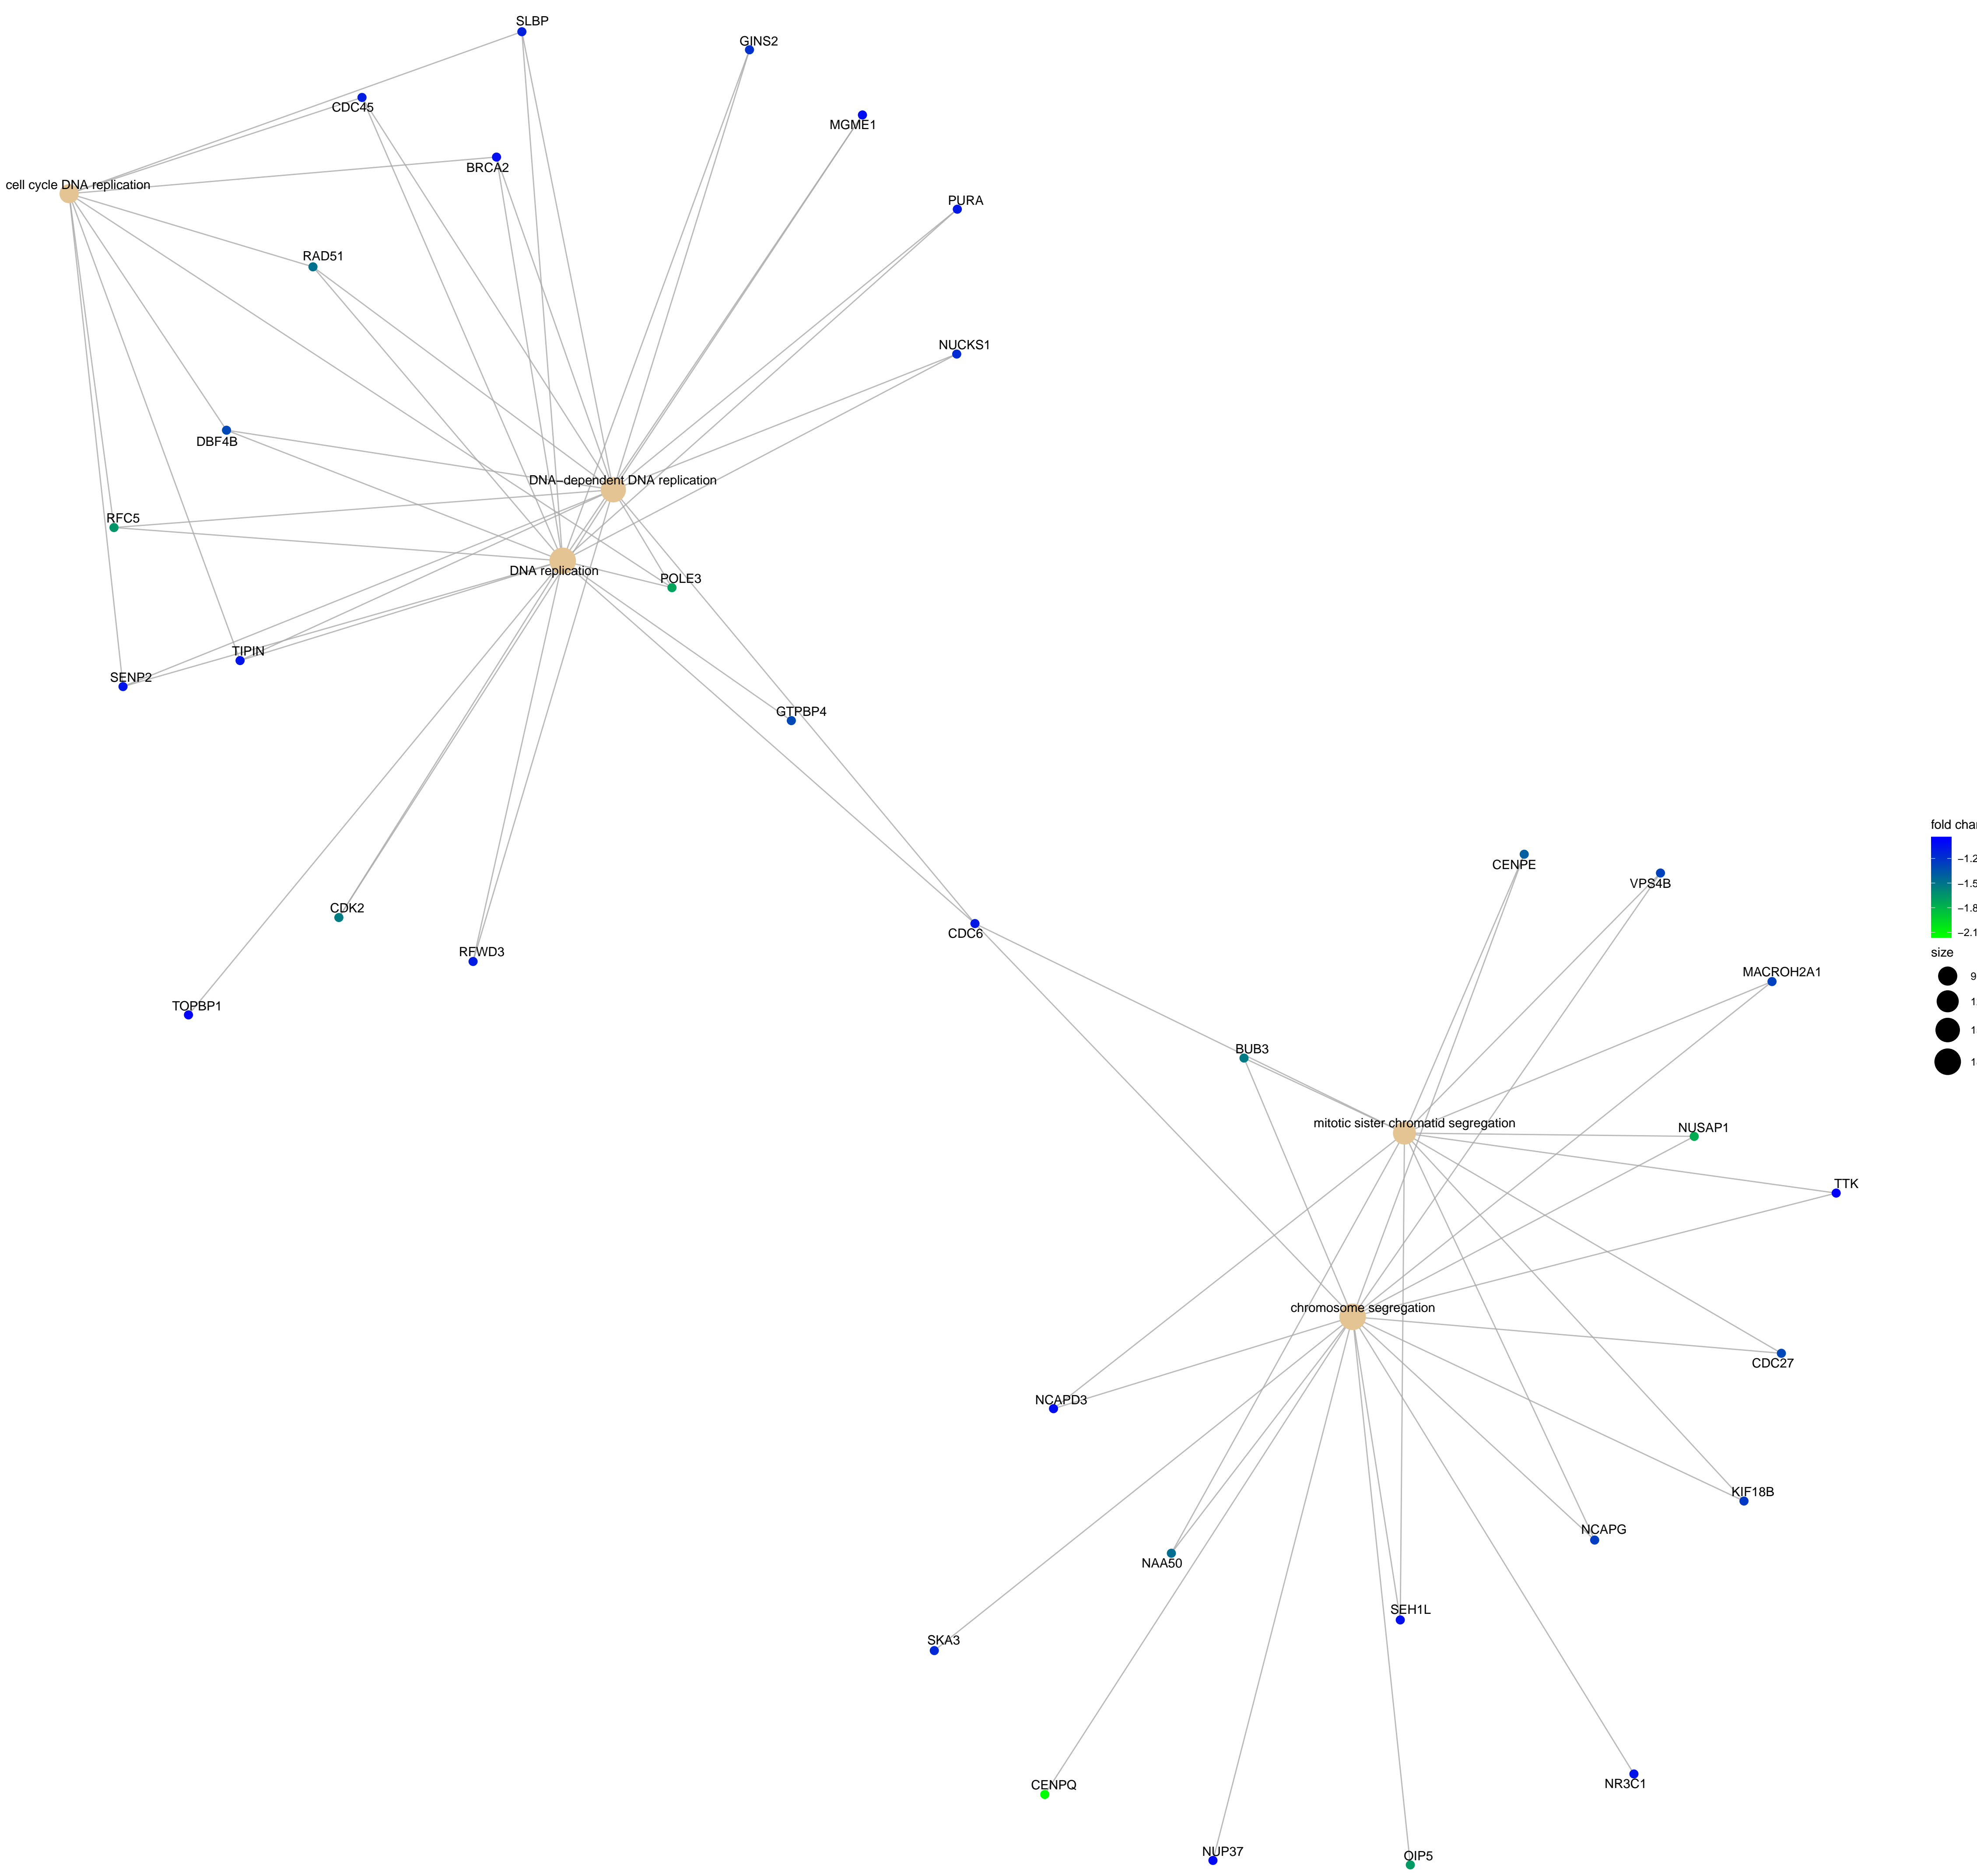 SLBP
GINS2
CDC45
MGME1
BRCA2
cell cycle DNA replication
PURA
RAD51
NUCKS1
DBF4B
DNA−dependent DNA replication
RFC5
DNA replication
POLE3
TIPIN
SENP2
GTPBP4
fold char
−1.2
CENPE
VPS4B
−1.5
CDK2
−1.8
CDC6
−2.1
RFWD3
size
MACROH2A1
9
TOPBP1
BUB3
mitotic sister chromatid segregation
NUSAP1
TTK
chromosome segregation
CDC27
NCAPD3
KIF18B
NCAPG
NAA50
SEH1L
SKA3
CENPQ
NR3C1
NUP37
OIP5